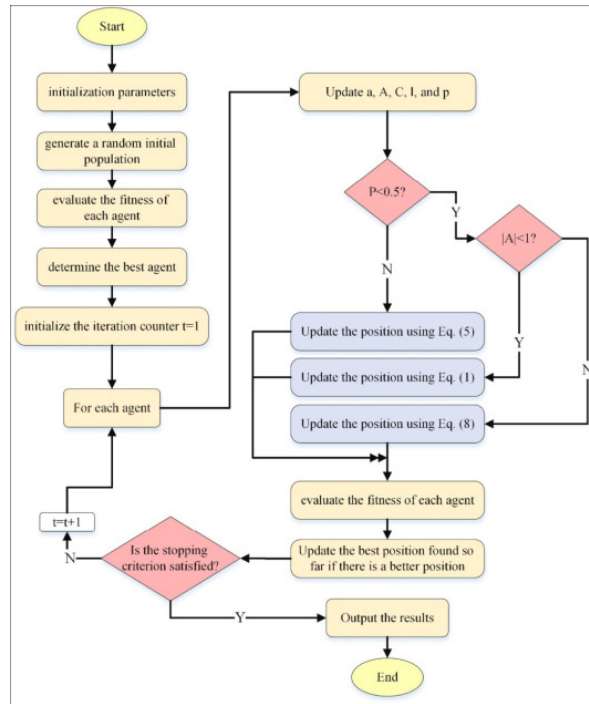 Start
initialization parameters
generate a random initial
population
evaluate the fitness of
each agent
determine the best agent
initialize the iteration counter t=1
For each agent
Update a, A, C, l, and p
P<0.5?
Y
|A|<1?
N
Update the position using Eq. (5)
Y
Update the position using Eq. (1)
N
Update the position using Eq. (8)
evaluate the fitness of each agent
Update the best position found so
far if there is a better position
t=t+1
Is the stopping
criterion satisfied?
N
Y
Output the results
End